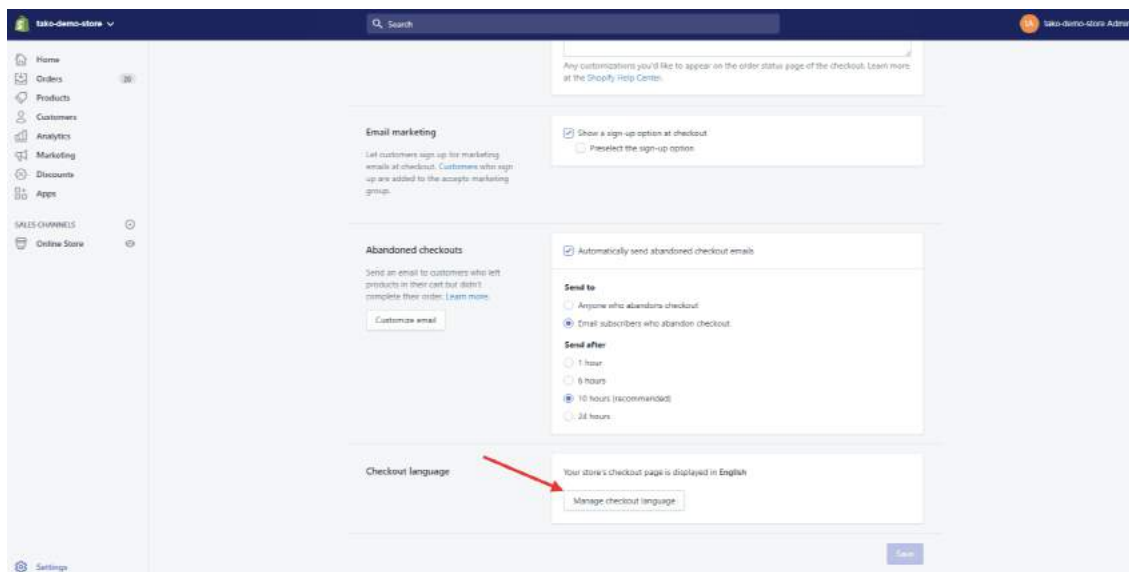 tako-demo-store
Search
TA
tako-demo-store Admin
Home
Orders
Products
Customers
Analytics
Marketing
Discounts
Apps
SALES CHANNELS
Online Store
Settings
Any customizations you'd like to appear on the order status page of the checkout. Learn more
at the Shopify Help Center.
Email marketing
Let customers sign up for marketing
emails at checkout. Customers who sign
up are added to the accepts marketing
group.
Show a sign-up option at checkout
Preselect the sign-up option
Abandoned checkouts
Send an email to customers who left
products in their cart but didn't
complete their order. Learn more.
Customize email
Automatically send abandoned checkout emails
Send to
Anyone who abandons checkout
Email subscribers who abandon checkout
Send after
1 hour
6 hours
10 hours (recommended)
24 hours
Checkout language
Your store's checkout page is displayed in English
Manage checkout language
Save